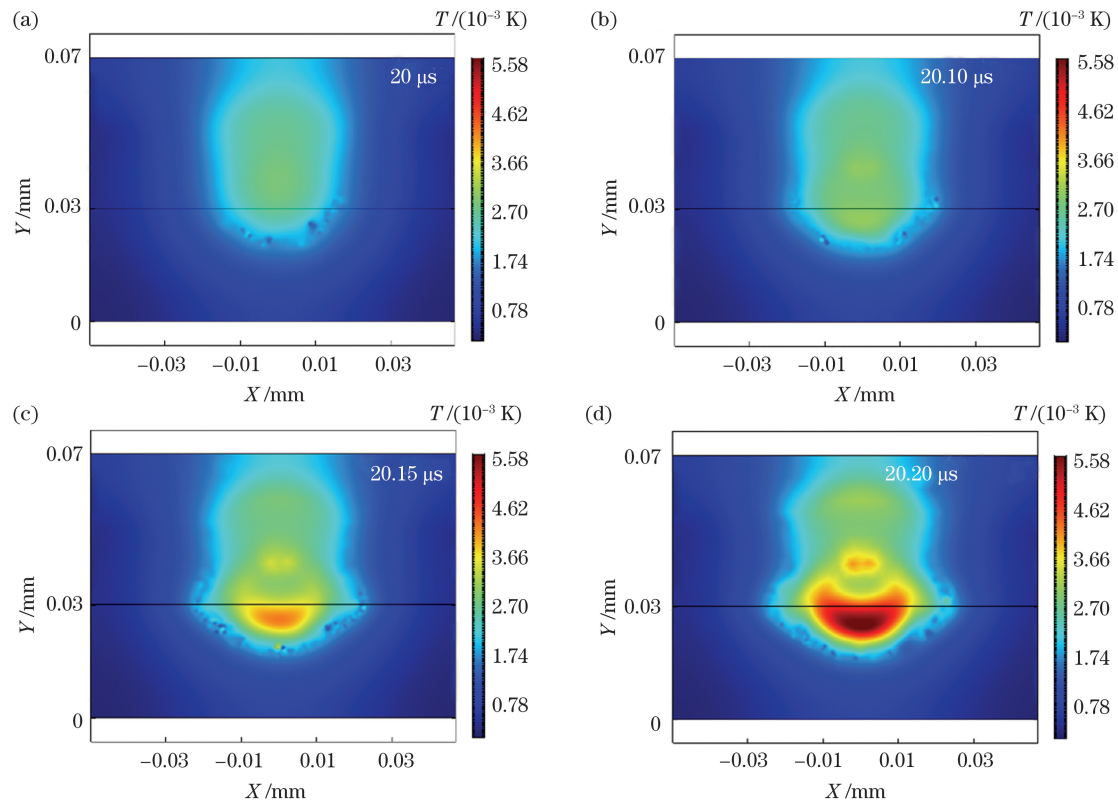 (a)
T /(10⁻³ K)
20 μs
0.07
0.03
0
Y /mm
−0.03
−0.01
0.01
0.03
X /mm
5.58
4.62
3.66
2.70
1.74
0.78
(b)
T /(10⁻³ K)
20.10 μs
0.07
0.03
0
Y /mm
−0.03
−0.01
0.01
0.03
X /mm
5.58
4.62
3.66
2.70
1.74
0.78
(c)
T /(10⁻³ K)
20.15 μs
0.07
0.03
0
Y /mm
−0.03
−0.01
0.01
0.03
X /mm
5.58
4.62
3.66
2.70
1.74
0.78
(d)
T /(10⁻³ K)
20.20 μs
0.07
0.03
0
Y /mm
−0.03
−0.01
0.01
0.03
X /mm
5.58
4.62
3.66
2.70
1.74
0.78